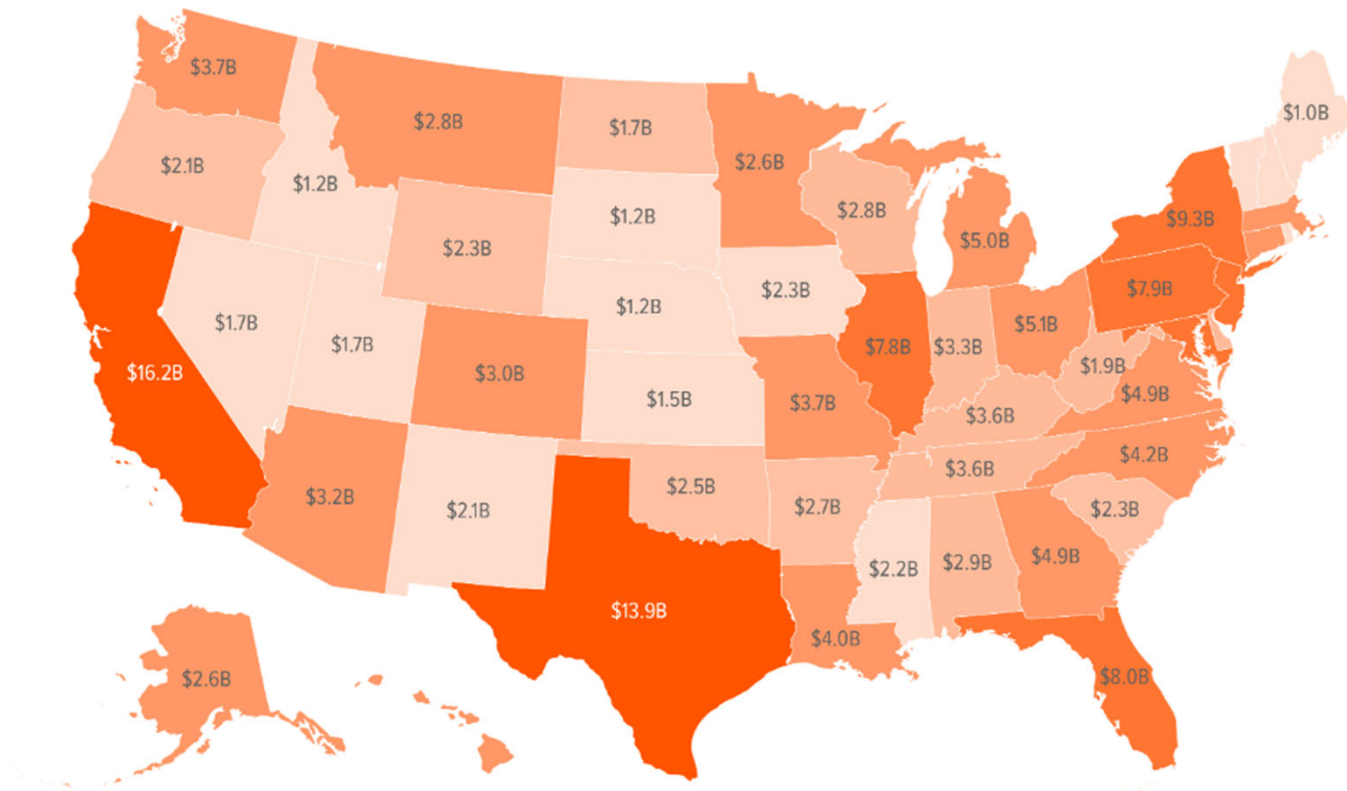 $3.7B
$2.8B
$1.7B
$2.6B
$1.0B
$2.1B
$1.2B
$1.2B
$2.8B
$5.0B
$9.3B
$2.3B
$1.2B
$2.3B
$7.9B
$1.7B
$1.7B
$3.0B
$1.5B
$7.8B
$3.3B
$5.1B
$1.9B
$16.2B
$3.7B
$3.6B
$4.9B
$3.2B
$2.1B
$2.5B
$2.7B
$3.6B
$4.2B
$2.3B
$2.2B
$2.9B
$4.9B
$13.9B
$4.0B
$8.0B
$2.6B